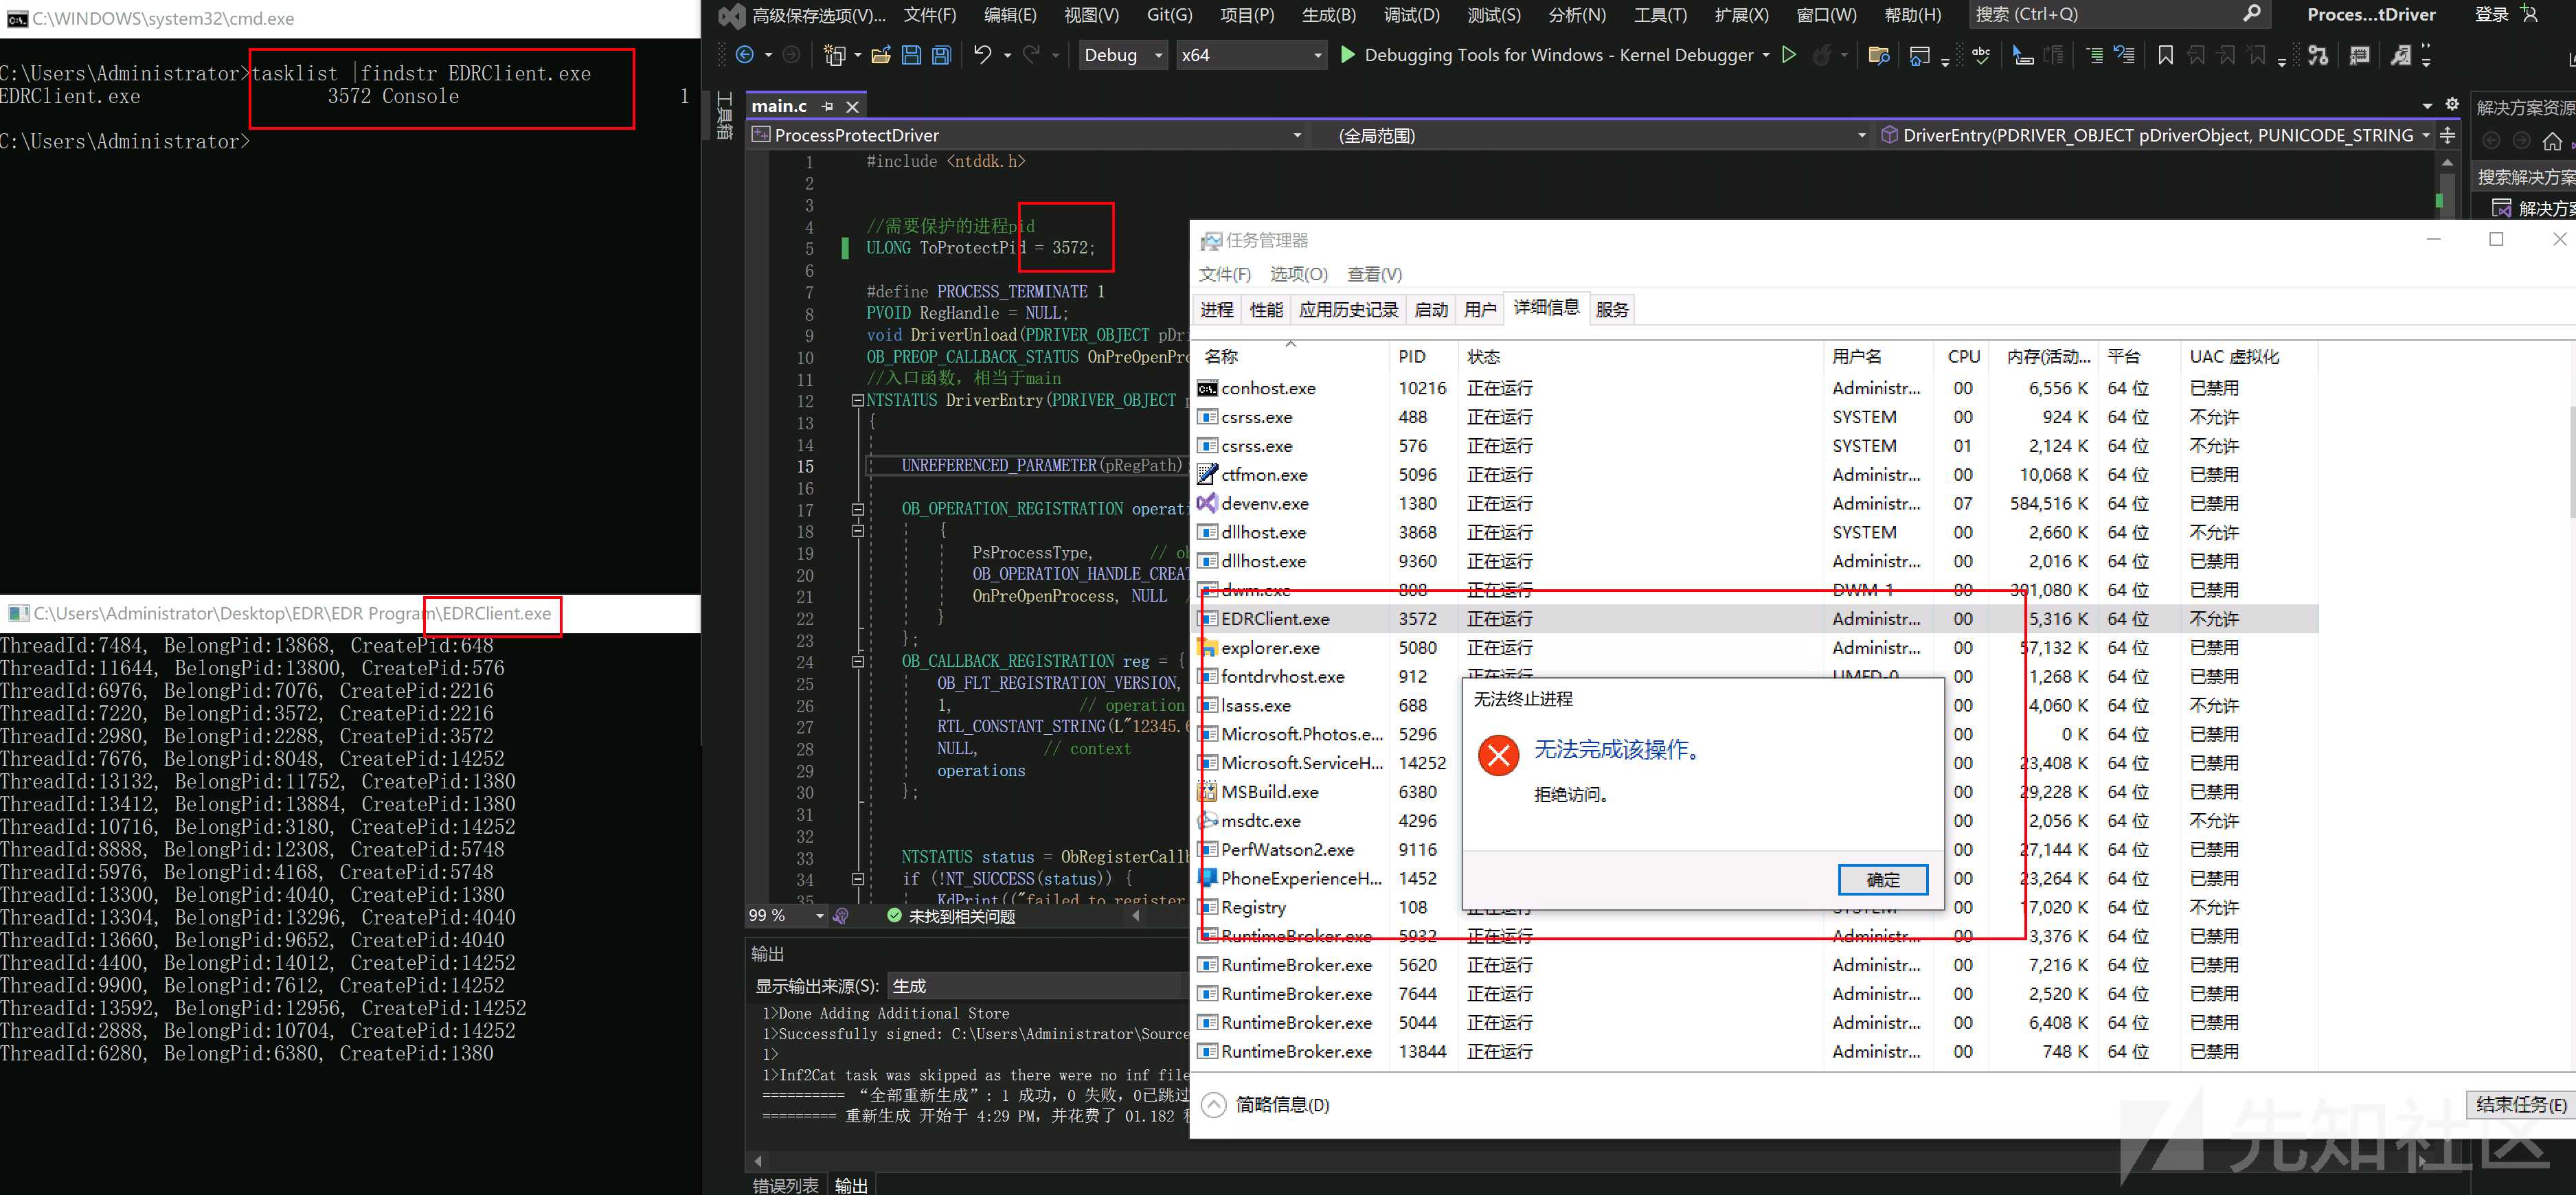 C:\WINDOWS\system32\cmd.exe
C:\Users\Administrator>tasklist |findstr EDRClient.exe
EDRClient.exe 3572 Console 1
C:\Users\Administrator>
C:\Users\Administrator\Desktop\EDR\EDR Program\EDRClient.exe
ThreadId:7484, BelongPid:13868, CreatePid:648
ThreadId:11644, BelongPid:13800, CreatePid:576
ThreadId:6976, BelongPid:7076, CreatePid:2216
ThreadId:7220, BelongPid:3572, CreatePid:2216
ThreadId:2980, BelongPid:2288, CreatePid:3572
ThreadId:7676, BelongPid:8048, CreatePid:14252
ThreadId:13132, BelongPid:11752, CreatePid:1380
ThreadId:13412, BelongPid:13884, CreatePid:1380
ThreadId:10716, BelongPid:3180, CreatePid:14252
ThreadId:8888, BelongPid:12308, CreatePid:5748
ThreadId:5976, BelongPid:4168, CreatePid:5748
ThreadId:13300, BelongPid:4040, CreatePid:1380
ThreadId:13304, BelongPid:13296, CreatePid:4040
ThreadId:13660, BelongPid:9652, CreatePid:4040
ThreadId:4400, BelongPid:14012, CreatePid:14252
ThreadId:9900, BelongPid:7612, CreatePid:14252
ThreadId:13592, BelongPid:12956, CreatePid:14252
ThreadId:2888, BelongPid:10704, CreatePid:14252
ThreadId:6280, BelongPid:6380, CreatePid:1380
高级保存选项(V)... 文件(F) 编辑(E) 视图(V) Git(G) 项目(P) 生成(B) 调试(D) 测试(S) 分析(N) 工具(T) 扩展(X) 窗口(W) 帮助(H) 搜索 (Ctrl+Q) Proces...tDriver 登录
Debug x64 Debugging Tools for Windows - Kernel Debugger
工具箱
main.c
解决方案资源
ProcessProtectDriver (全局范围) DriverEntry(PDRIVER_OBJECT pDriverObject, PUNICODE_STRING
搜索解决方案
解决方案
1 #include <ntddk.h>
2
3
4 //需要保护的进程pid
5 ULONG ToProtectPid = 3572;
6
7 #define PROCESS_TERMINATE 1
8 PVOID RegHandle = NULL;
9 void DriverUnload(PDRIVER_OBJECT pDri
10 OB_PREOP_CALLBACK_STATUS OnPreOpenPro
11 //入口函数，相当于main
12 NTSTATUS DriverEntry(PDRIVER_OBJECT p
13 {
14
15 UNREFERENCED_PARAMETER(pRegPath)
16
17 OB_OPERATION_REGISTRATION operati
18 {
19 PsProcessType, // ob
20 OB_OPERATION_HANDLE_CREAT
21 OnPreOpenProcess, NULL /
22 }
23 };
24 OB_CALLBACK_REGISTRATION reg = {
25 OB_FLT_REGISTRATION_VERSION,
26 1, // operation
27 RTL_CONSTANT_STRING(L"12345.6
28 NULL, // context
29 operations
30 };
31
32
33 NTSTATUS status = ObRegisterCallb
34 if (!NT_SUCCESS(status)) {
35 KdPrint(("failed to register
99 % 未找到相关问题
输出
显示输出来源(S): 生成
1>Done Adding Additional Store
1>Successfully signed: C:\Users\Administrator\Source
1>
1>Inf2Cat task was skipped as there were no inf file
========== “全部重新生成”: 1 成功，0 失败，0已跳过
========= 重新生成 开始于 4:29 PM，并花费了 01.182 秒
错误列表 输出
任务管理器
文件(F) 选项(O) 查看(V)
进程 性能 应用历史记录 启动 用户 详细信息 服务
名称 PID 状态 用户名 CPU 内存(活动... 平台 UAC 虚拟化
conhost.exe 10216 正在运行 Administr... 00 6,556 K 64 位 已禁用
csrss.exe 488 正在运行 SYSTEM 00 924 K 64 位 不允许
csrss.exe 576 正在运行 SYSTEM 01 2,124 K 64 位 不允许
ctfmon.exe 5096 正在运行 Administr... 00 10,068 K 64 位 已禁用
devenv.exe 1380 正在运行 Administr... 07 584,516 K 64 位 已禁用
dllhost.exe 3868 正在运行 SYSTEM 00 2,660 K 64 位 不允许
dllhost.exe 9360 正在运行 Administr... 00 2,016 K 64 位 已禁用
dwm.exe 808 正在运行 DWM-1 00 301,080 K 64 位 已禁用
EDRClient.exe 3572 正在运行 Administr... 00 5,316 K 64 位 不允许
explorer.exe 5080 正在运行 Administr... 00 57,132 K 64 位 已禁用
fontdrvhost.exe 912 正在运行 UMFD-0 00 1,268 K 64 位 已禁用
lsass.exe 688 00 4,060 K 64 位 不允许
Microsoft.Photos.e... 5296 00 0 K 64 位 已禁用
Microsoft.ServiceH... 14252 00 23,408 K 64 位 已禁用
MSBuild.exe 6380 00 29,228 K 64 位 已禁用
msdtc.exe 4296 00 2,056 K 64 位 不允许
PerfWatson2.exe 9116 00 27,144 K 64 位 已禁用
PhoneExperienceH... 1452 00 23,264 K 64 位 已禁用
Registry 108 正在运行 SYSTEM 00 17,020 K 64 位 不允许
RuntimeBroker.exe 5932 正在运行 Administr... 00 3,376 K 64 位 已禁用
RuntimeBroker.exe 5620 正在运行 Administr... 00 7,216 K 64 位 已禁用
RuntimeBroker.exe 7644 正在运行 Administr... 00 2,520 K 64 位 已禁用
RuntimeBroker.exe 5044 正在运行 Administr... 00 6,408 K 64 位 已禁用
RuntimeBroker.exe 13844 正在运行 Administr... 00 748 K 64 位 已禁用
无法终止进程
无法完成该操作。
拒绝访问。
确定
简略信息(D)
结束任务(E)
先知社区